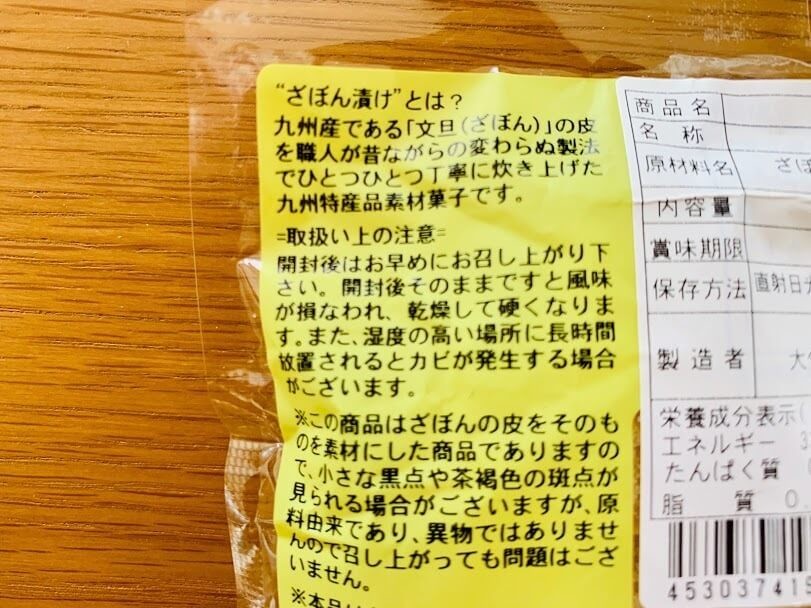 “ざぼん漬け”とは？
九州産である「文旦（ざぼん）」の皮
を職人が昔ながらの変わらぬ製法
でひとつひとつ丁寧に炊き上げた
九州特産品素材菓子です。
=取扱い上の注意=
開封後はお早めにお召し上がり下
さい。開封後そのままですと風味
が損なわれ、乾燥して硬くなりま
す。また、湿度の高い場所に長時間
放置されるとカビが発生する場合
がございます。
※この商品はざぼんの皮をそのも
のを素材にした商品でありますの
で、小さな黒点や茶褐色の斑点が
見られる場合がございますが、原
料由来であり、異物ではありませ
んので召し上がっても問題はござ
いません。
※本品は
商品名
名称
原材料名 ざぼ
内容量
賞味期限
保存方法 直射日光
製造者 大
栄養成分表示(
エネルギー
たんぱく質
脂質 0.
453037415